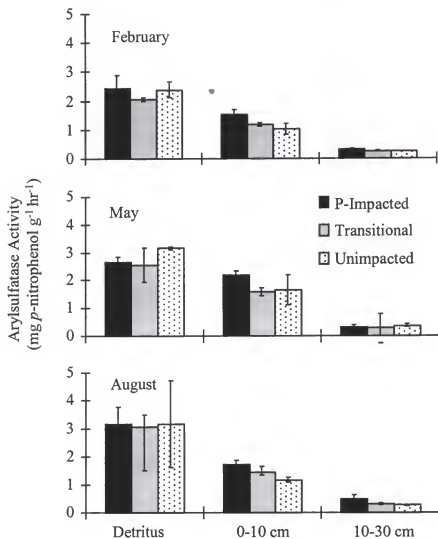 Arylsulfatase Activity
(mg p-nitrophenol g-1 hr-1)
5
4
3
2
1
0
February
5
4
3
2
1
0
May
P-Impacted
Transitional
Unimpacted
5
4
3
2
1
0
August
Detritus
0-10 cm
10-30 cm